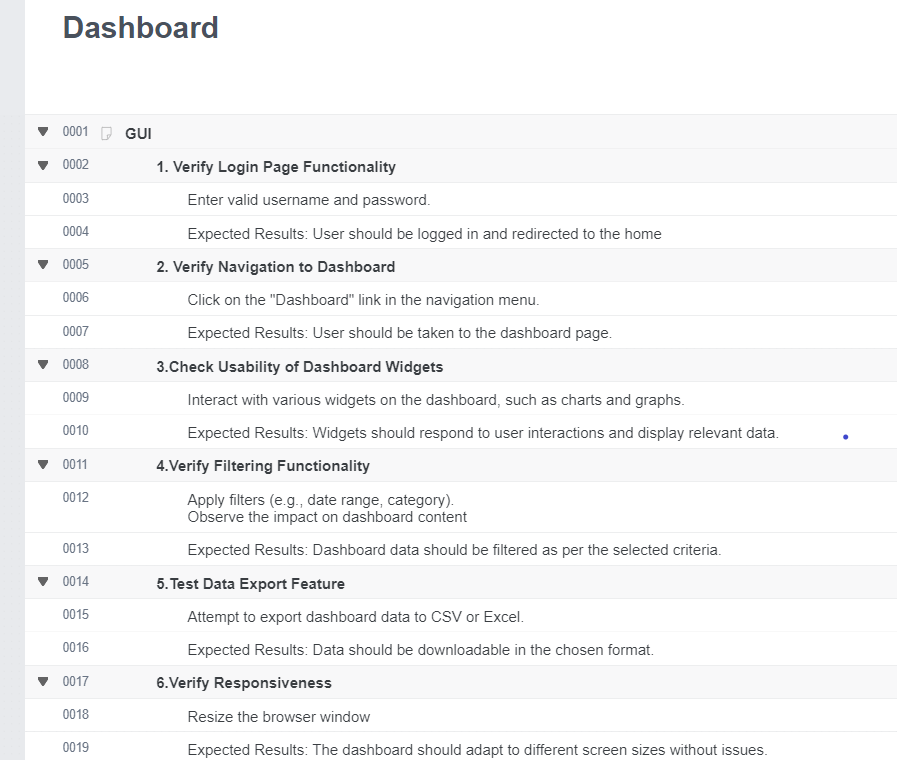 Dashboard
0001 GUI
0002 1. Verify Login Page Functionality
0003 Enter valid username and password.
0004 Expected Results: User should be logged in and redirected to the home
0005 2. Verify Navigation to Dashboard
0006 Click on the "Dashboard" link in the navigation menu.
0007 Expected Results: User should be taken to the dashboard page.
0008 3.Check Usability of Dashboard Widgets
0009 Interact with various widgets on the dashboard, such as charts and graphs.
0010 Expected Results: Widgets should respond to user interactions and display relevant data.
0011 4.Verify Filtering Functionality
0012 Apply filters (e.g., date range, category).
Observe the impact on dashboard content
0013 Expected Results: Dashboard data should be filtered as per the selected criteria.
0014 5.Test Data Export Feature
0015 Attempt to export dashboard data to CSV or Excel.
0016 Expected Results: Data should be downloadable in the chosen format.
0017 6.Verify Responsiveness
0018 Resize the browser window
0019 Expected Results: The dashboard should adapt to different screen sizes without issues.